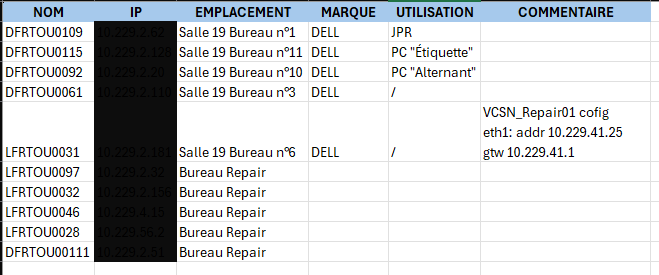 NOM IP EMPLACEMENT MARQUE UTILISATION COMMENTAIRE
DFRTOU0109 Salle 19 Bureau n°1 DELL JPR
DFRTOU0115 Salle 19 Bureau n°11 DELL PC "Étiquette"
DFRTOU0092 Salle 19 Bureau n°10 DELL PC "Alternant"
DFRTOU0061 Salle 19 Bureau n°3 DELL /
VCSN_Repair01 cofig
eth1: addr 10.229.41.25
LFRTOU0031 Salle 19 Bureau n°6 DELL / gtw 10.229.41.1
LFRTOU0097 Bureau Repair
LFRTOU0032 Bureau Repair
LFRTOU0046 Bureau Repair
LFRTOU0028 Bureau Repair
DFRTOU00111 Bureau Repair